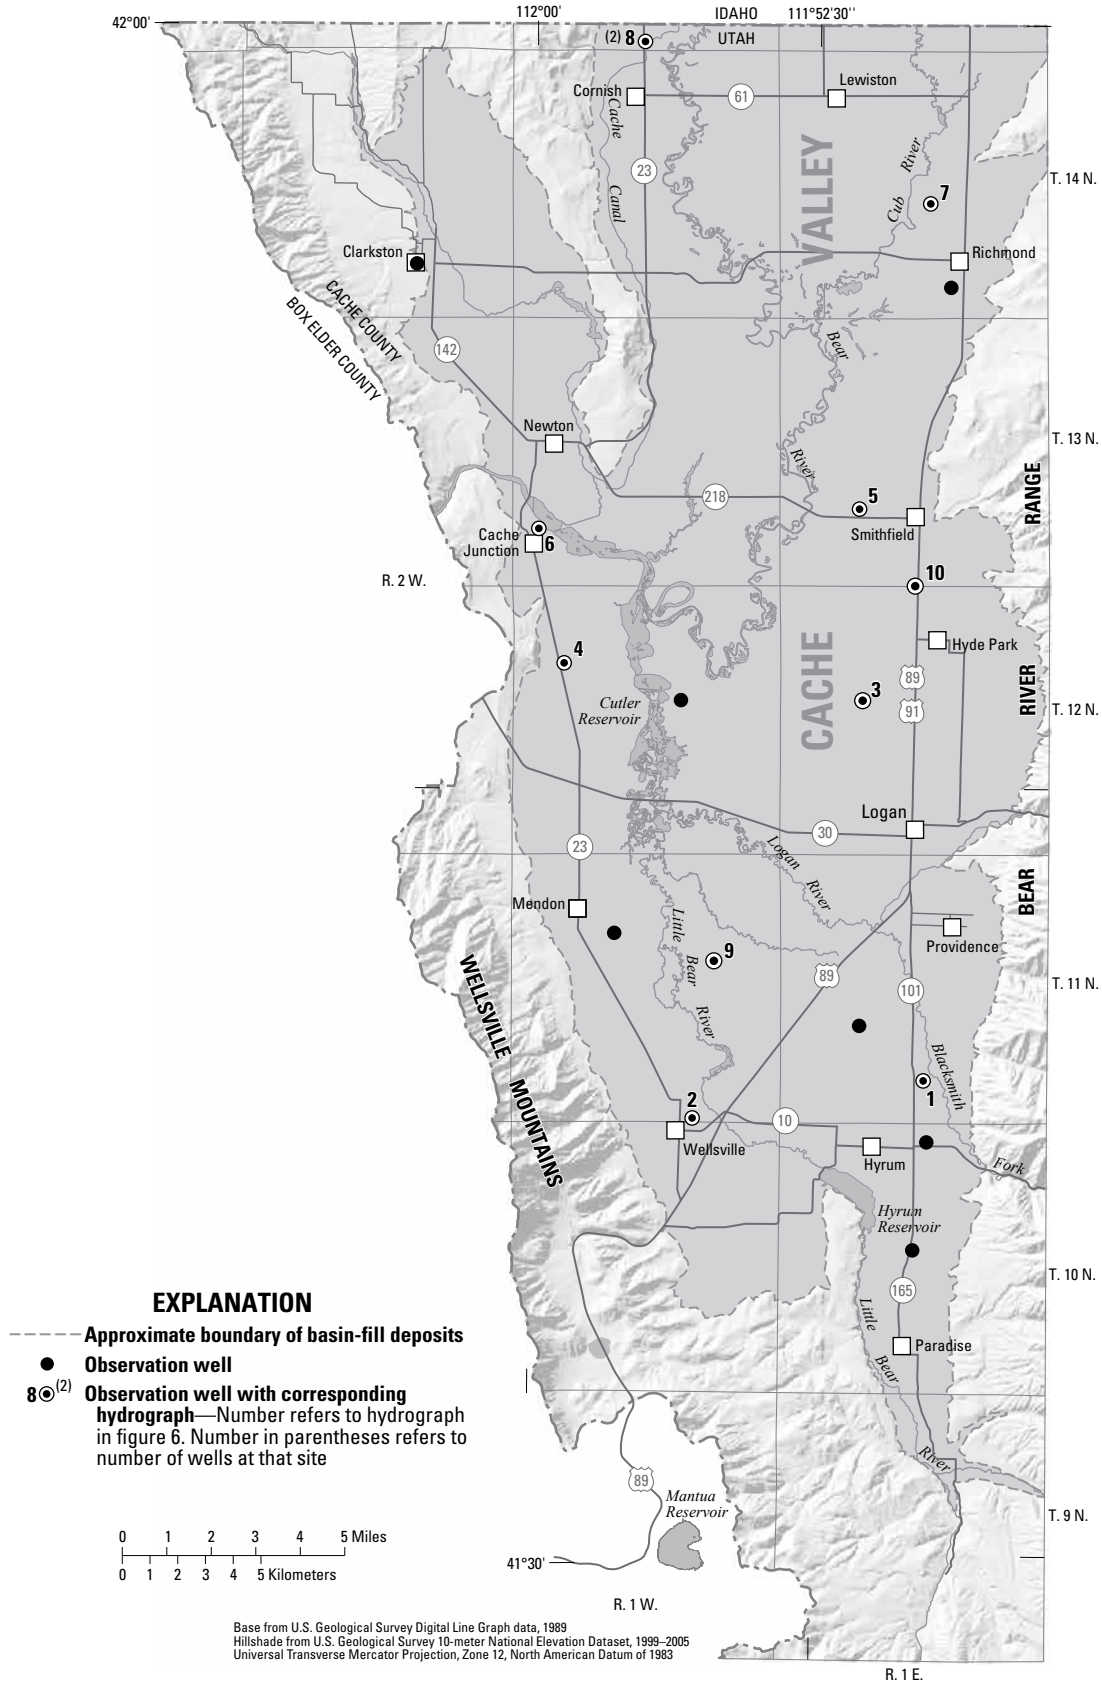 42°00'
112°00'
IDAHO
111°52'30"
UTAH
(2) 8
Cornish
61
Lewiston
Cache
Canal
23
VALLEY
Cub
River
7
T. 14 N.
Clarkston
Richmond
CACHE COUNTY
BOX ELDER COUNTY
142
Bear
River
Newton
T. 13 N.
218
5
Smithfield
RANGE
Cache
Junction
6
R. 2 W.
10
Hyde Park
4
CACHE
89
3
91
Cutler
Reservoir
RIVER
T. 12 N.
Logan
30
23
Logan
River
BEAR
Mendon
Little
Bear
River
9
Providence
89
101
T. 11 N.
WELLSVILLE
MOUNTAINS
Blacksmith
Fork
1
2
10
Wellsville
Hyrum
Hyrum
Reservoir
T. 10 N.
165
Little
Bear
River
Paradise
EXPLANATION
Approximate boundary of basin-fill deposits
Observation well
8 (2) Observation well with corresponding
hydrograph—Number refers to hydrograph
in figure 6. Number in parentheses refers to
number of wells at that site
89
Mantua
Reservoir
T. 9 N.
0 1 2 3 4 5 Miles
0 1 2 3 4 5 Kilometers
41°30'
R. 1 W.
Base from U.S. Geological Survey Digital Line Graph data, 1989
Hillshade from U.S. Geological Survey 10-meter National Elevation Dataset, 1999–2005
Universal Transverse Mercator Projection, Zone 12, North American Datum of 1983
R. 1 E.